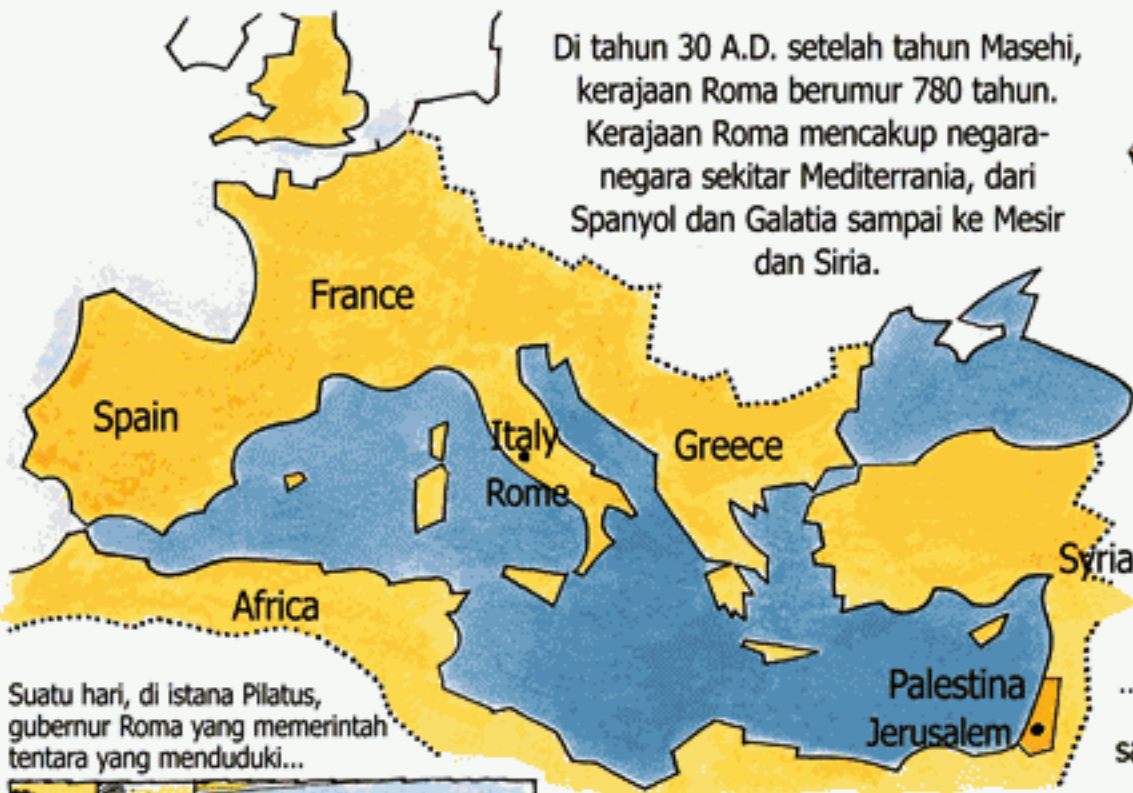 Di tahun 30 A.D. setelah tahun Masehi,
kerajaan Roma berumur 780 tahun.
Kerajaan Roma mencakup negara-
negara sekitar Mediterrania, dari
Spanyol dan Galatia sampai ke Mesir
dan Siria.
France
Spain
Italy
Greece
Rome
Syria
Africa
Palestina
Jerusalem
Suatu hari, di istana Pilatus,
gubernur Roma yang memerintah
tentara yang menduduki...